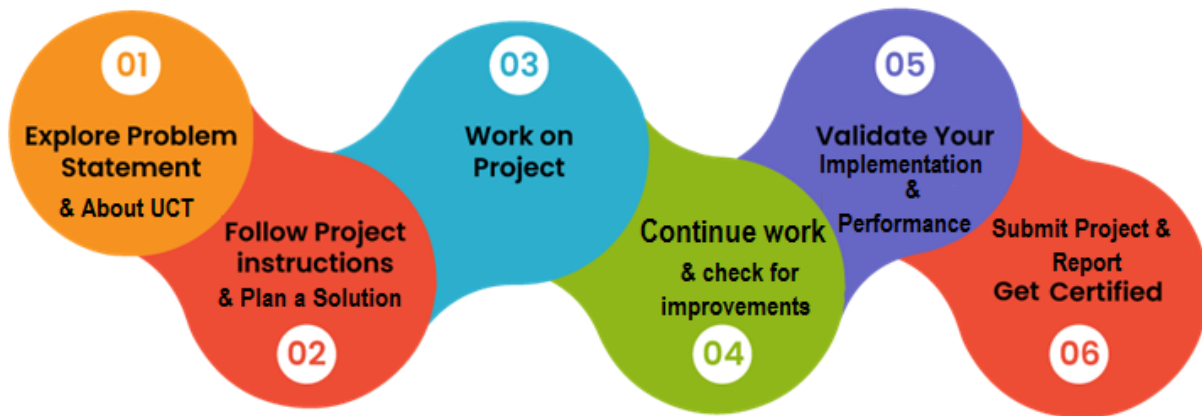 01
Explore Problem
Statement
& About UCT
Follow Project
instructions
& Plan a Solution
02
03
Work on
Project
Continue work
& check for
improvements
04
05
Validate Your
Implementation
&
Performance
Submit Project &
Report
Get Certified
06